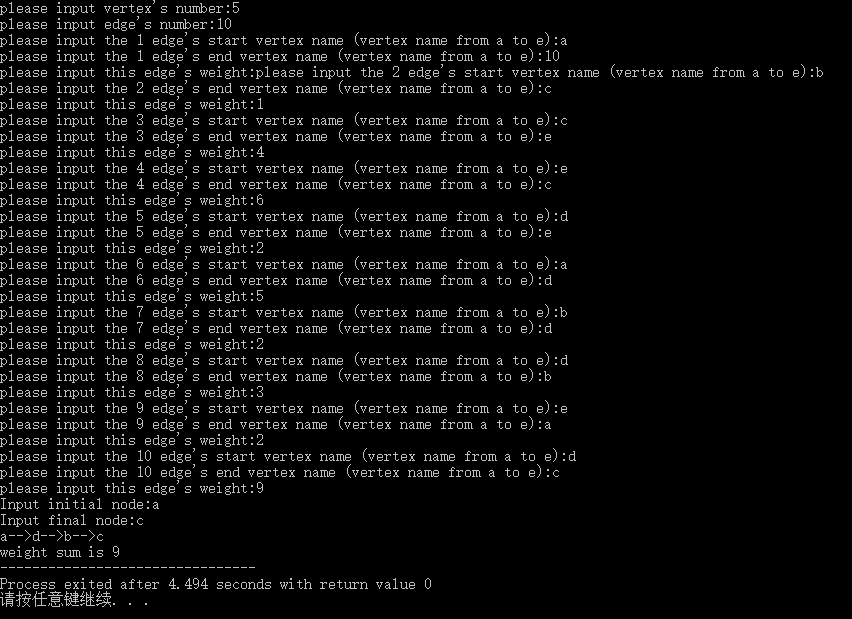 please input vertex's number:5
please input edge's number:10
please input the 1 edge's start vertex name (vertex name from a to e):a
please input the 1 edge's end vertex name (vertex name from a to e):10
please input this edge's weight:please input the 2 edge's start vertex name (vertex name from a to e):b
please input the 2 edge's end vertex name (vertex name from a to e):c
please input this edge's weight:1
please input the 3 edge's start vertex name (vertex name from a to e):c
please input the 3 edge's end vertex name (vertex name from a to e):e
please input this edge's weight:4
please input the 4 edge's start vertex name (vertex name from a to e):e
please input the 4 edge's end vertex name (vertex name from a to e):c
please input this edge's weight:6
please input the 5 edge's start vertex name (vertex name from a to e):d
please input the 5 edge's end vertex name (vertex name from a to e):e
please input this edge's weight:2
please input the 6 edge's start vertex name (vertex name from a to e):a
please input the 6 edge's end vertex name (vertex name from a to e):d
please input this edge's weight:5
please input the 7 edge's start vertex name (vertex name from a to e):b
please input the 7 edge's end vertex name (vertex name from a to e):d
please input this edge's weight:2
please input the 8 edge's start vertex name (vertex name from a to e):d
please input the 8 edge's end vertex name (vertex name from a to e):b
please input this edge's weight:3
please input the 9 edge's start vertex name (vertex name from a to e):e
please input the 9 edge's end vertex name (vertex name from a to e):a
please input this edge's weight:2
please input the 10 edge's start vertex name (vertex name from a to e):d
please input the 10 edge's end vertex name (vertex name from a to e):c
please input this edge's weight:9
Input initial node:a
Input final node:c
a-->d-->b-->c
weight sum is 9
--------------------------------
Process exited after 4.494 seconds with return value 0
请按任意键继续. . .